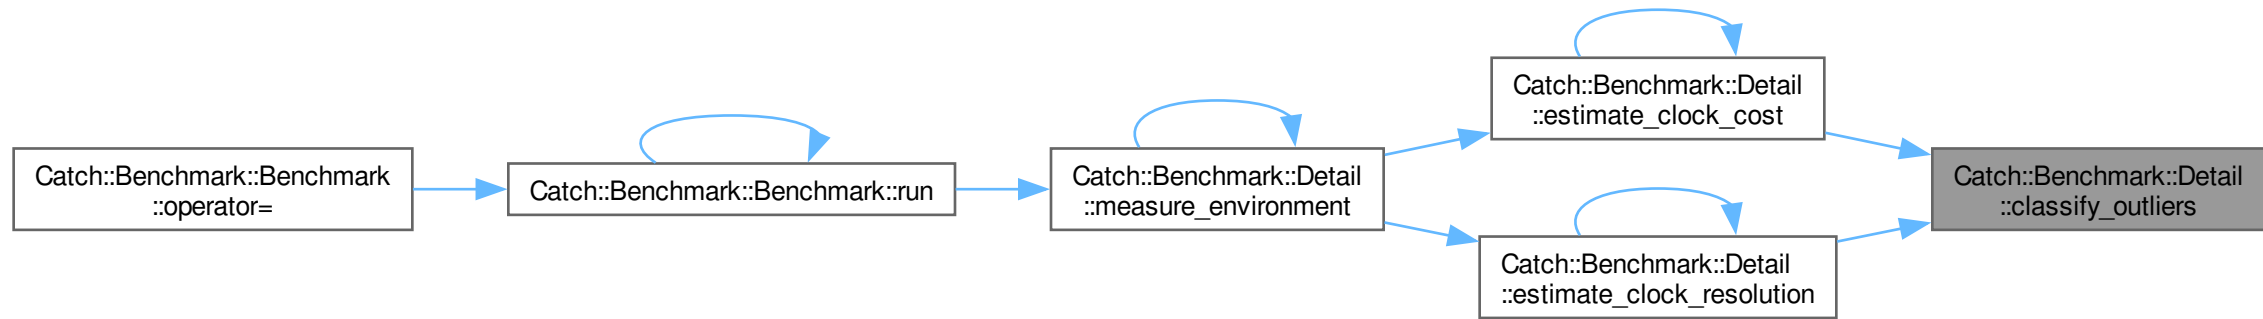 Catch::Benchmark::Benchmark
::operator=
Catch::Benchmark::Benchmark::run
Catch::Benchmark::Detail
::measure_environment
Catch::Benchmark::Detail
::estimate_clock_cost
Catch::Benchmark::Detail
::estimate_clock_resolution
Catch::Benchmark::Detail
::classify_outliers